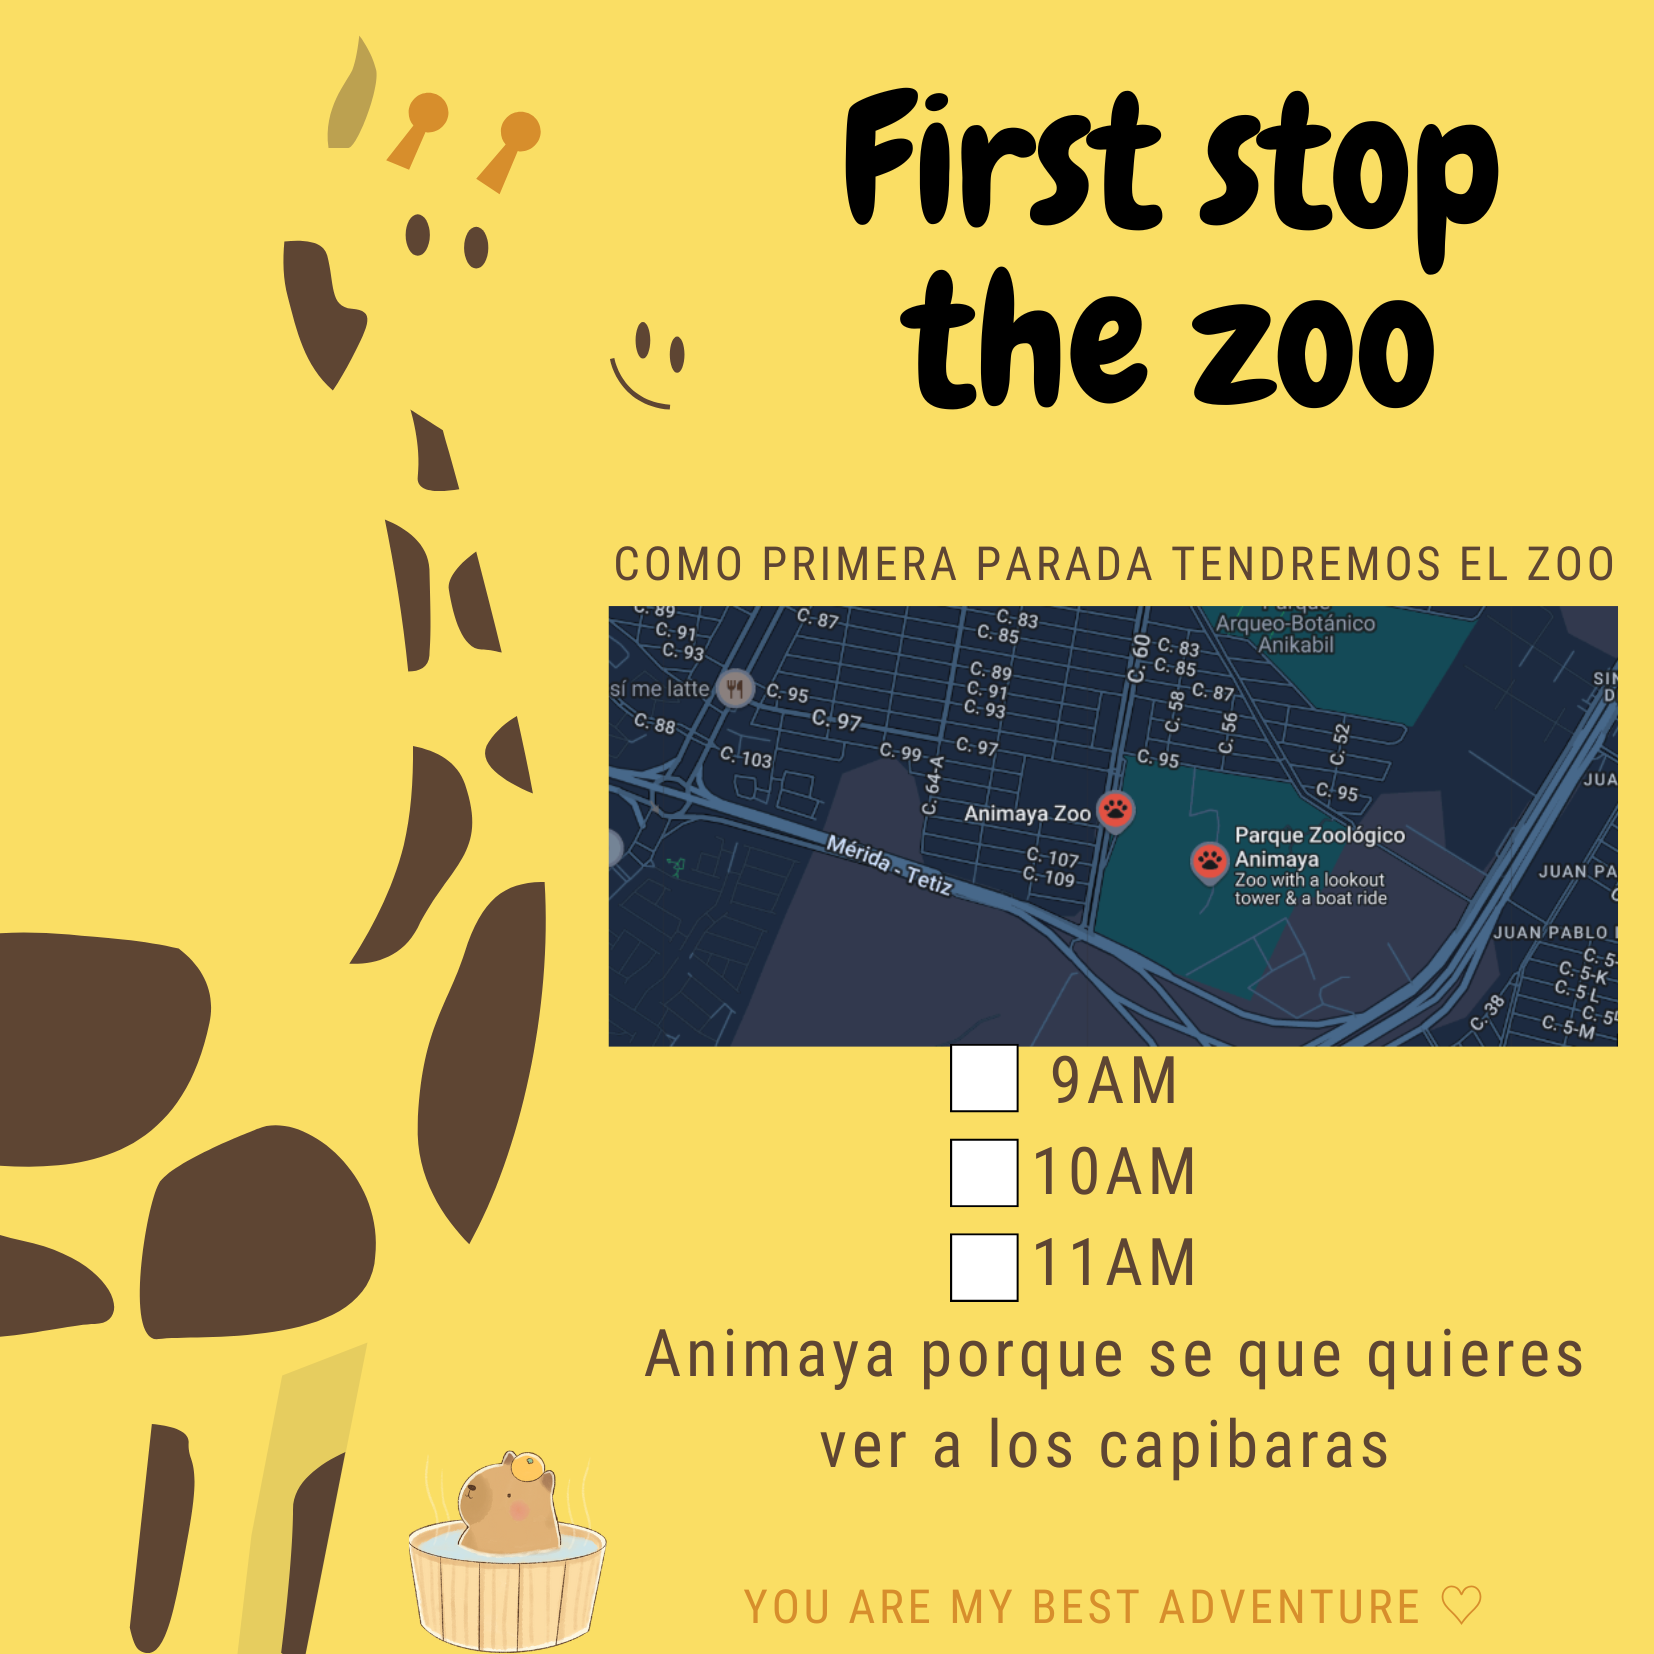 First stop
the zoo
COMO PRIMERA PARADA TENDREMOS EL ZOO
C. 89
C. 91
C. 93
C. 87
C. 83
C. 85
C. 60
C. 83
C. 85
Parque
Arqueo-Botánico
Anikabil
sí me latte
C. 95
C. 89
C. 91
C. 93
C. 58
C. 87
C. 56
C. 52
C. 88
C. 97
C. 103
C. 99
C. 97
C. 95
C. 64-A
C. 95
Animaya Zoo
Parque Zoológico
Animaya
Zoo with a lookout
tower & a boat ride
Mérida - Tetiz
C. 107
C. 109
JUAN PABLO
C. 38
C. 5-K
C. 5 L
C. 5-M
9AM
10AM
11AM
Animaya porque se que quieres
ver a los capibaras
YOU ARE MY BEST ADVENTURE ♡